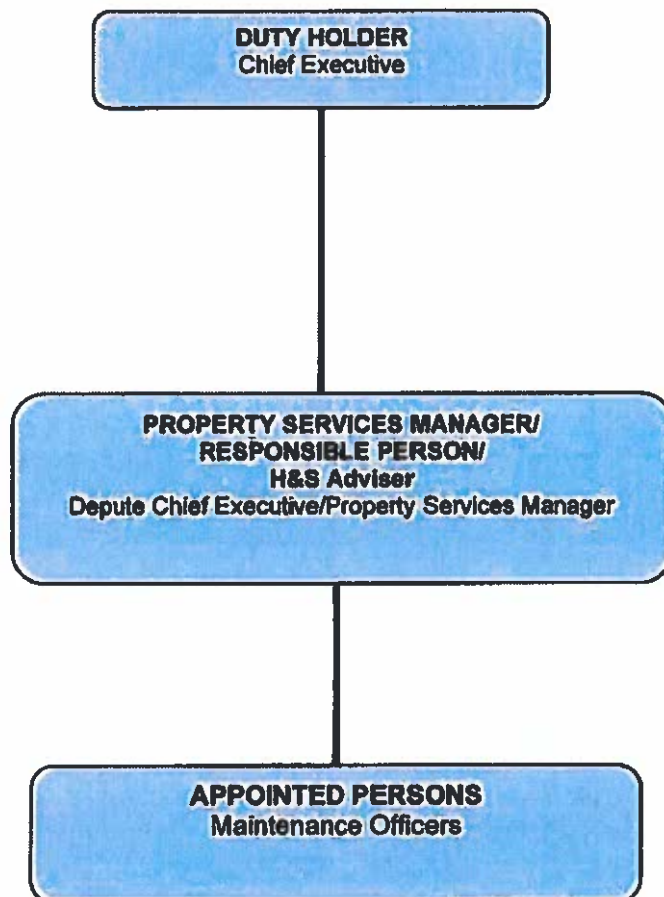 DUTY HOLDER
Chief Executive
PROPERTY SERVICES MANAGER/
RESPONSIBLE PERSON/
H&S Adviser
Depute Chief Executive/Property Services Manager
APPOINTED PERSONS
Maintenance Officers